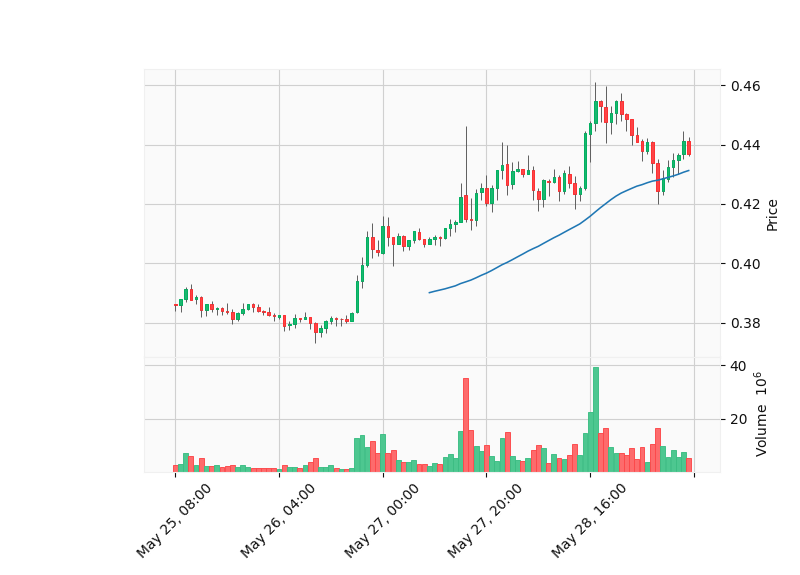 0.46
0.44
0.42
0.40
0.38
Price
40
20
Volume 10^6
May 25, 08:00
May 26, 04:00
May 27, 00:00
May 27, 20:00
May 28, 16:00